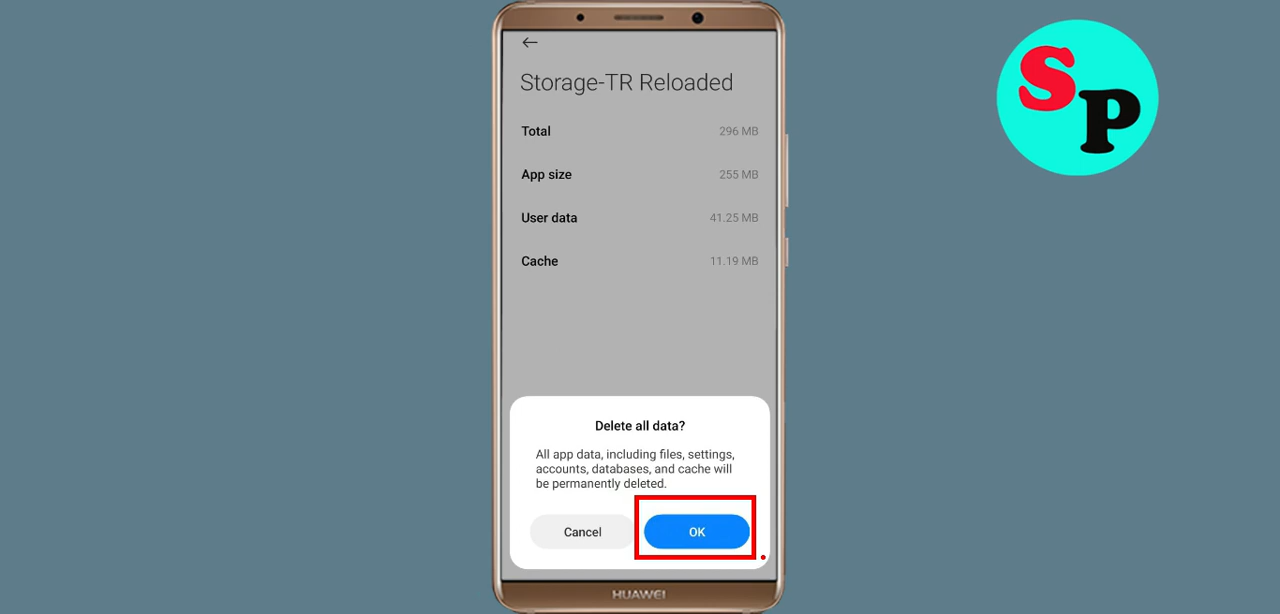 Storage-TR Reloaded
Total 296 MB
App size 255 MB
User data 41.25 MB
Cache 11.19 MB
Delete all data?
All app data, including files, settings,
accounts, databases, and cache will
be permanently deleted.
Cancel OK
HUAWEI
SP